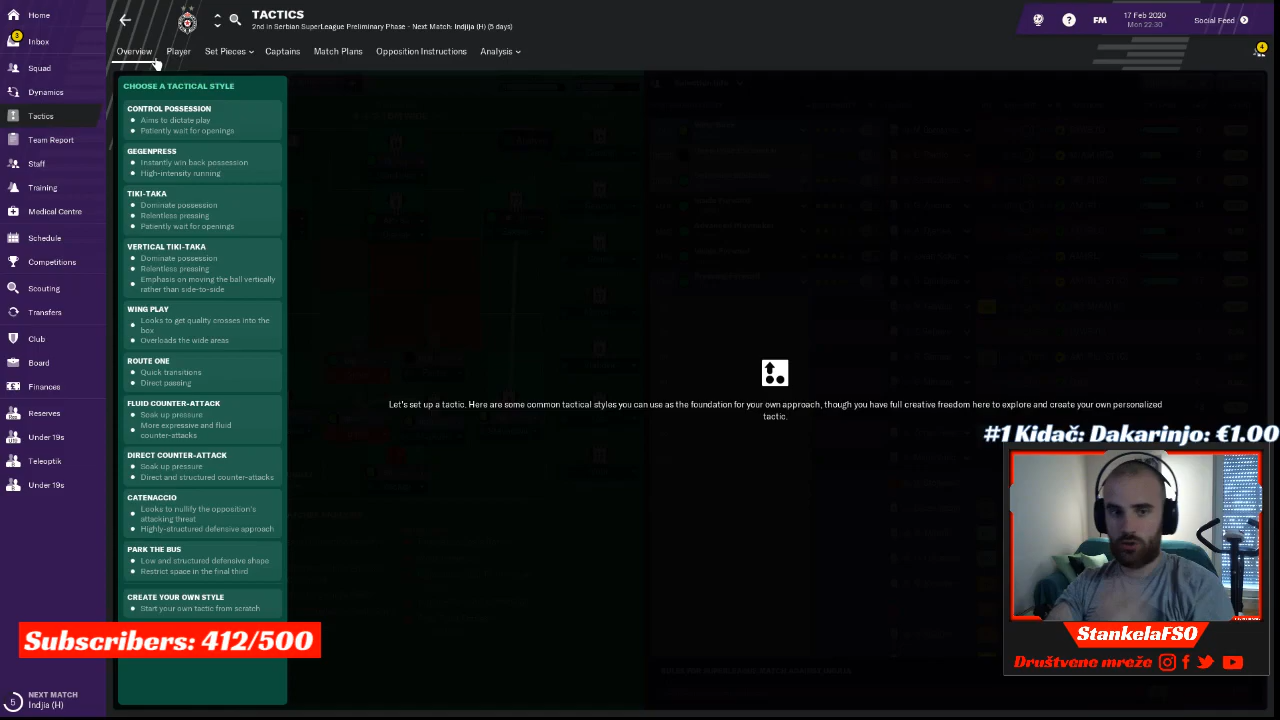 TACTICS
2nd in Serbian SuperLeague Preliminary Phase - Next Match: Indjija (H) (5 days)
FM
17 Feb 2020
Mon 22:30
Social Feed
Overview
Player
Set Pieces
Captains
Match Plans
Opposition Instructions
Analysis
4
Home
3
Inbox
Squad
Dynamics
Tactics
Team Report
Staff
Training
Medical Centre
Schedule
Competitions
Scouting
Transfers
Club
Board
Finances
Reserves
Under 19s
Teleoptik
Under 19s
5
NEXT MATCH
Indjia (H)
CHOOSE A TACTICAL STYLE
CONTROL POSSESSION
Aims to dictate play
Patiently wait for openings
GEGENPRESS
Instantly win back possession
High-intensity running
TIKI-TAKA
Dominate possession
Relentless pressing
Patiently wait for openings
VERTICAL TIKI-TAKA
Dominate possession
Relentless pressing
Emphasis on moving the ball vertically
rather than side-to-side
WING PLAY
Looks to get quality crosses into the
box
Overloads the wide areas
ROUTE ONE
Quick transitions
Direct passing
FLUID COUNTER-ATTACK
Soak up pressure
More expressive and fluid
counter-attacks
DIRECT COUNTER-ATTACK
Soak up pressure
Direct and structured counter-attacks
CATENACCIO
Looks to nullify the opposition's
attacking threat
Highly-structured defensive approach
PARK THE BUS
Low and structured defensive shape
Restrict space in the final third
CREATE YOUR OWN STYLE
Start your own tactic from scratch
Let's set up a tactic. Here are some common tactical styles you can use as the foundation for your own approach, though you have full creative freedom here to explore and create your own personalized
tactic.
#1 Kidač: Dakarinjo: €1.00
StankelaFSO
Društvene mreže
Subscribers: 412/500